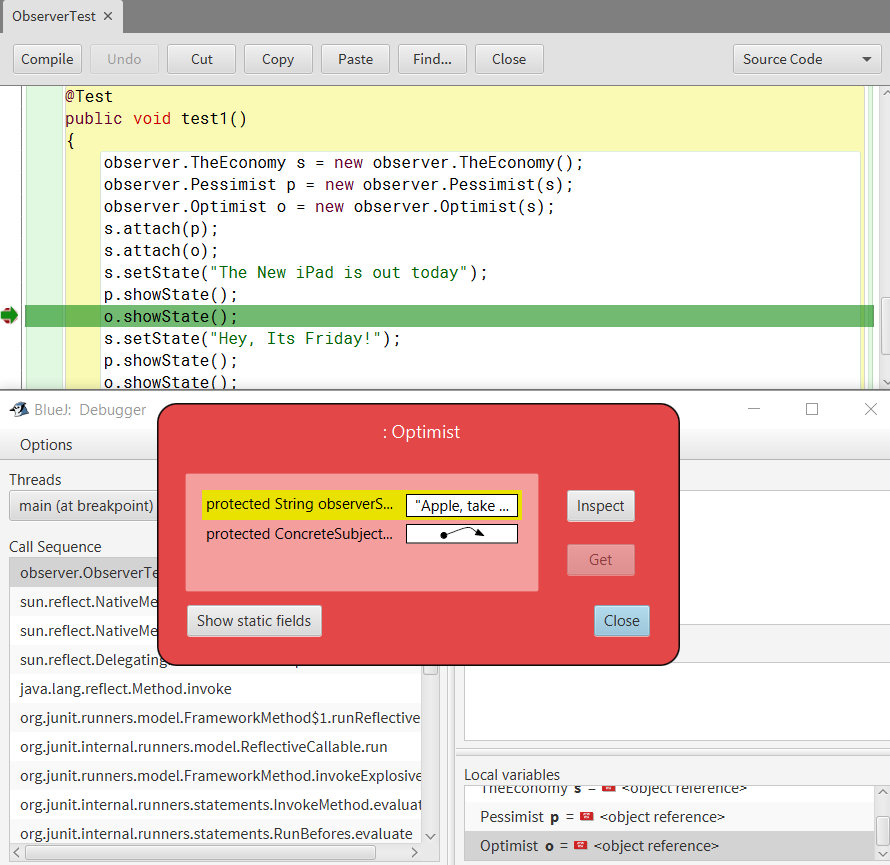 ObserverTest ×
Compile Undo Cut Copy Paste Find... Close Source Code
@Test
public void test1()
{
observer.TheEconomy s = new observer.TheEconomy();
observer.Pessimist p = new observer.Pessimist(s);
observer.Optimist o = new observer.Optimist(s);
s.attach(p);
s.attach(o);
s.setState("The New iPad is out today");
p.showState();
o.showState();
s.setState("Hey, Its Friday!");
p.showState();
o.showState();
BlueJ: Debugger
Options
Threads
main (at breakpoint)
Call Sequence
observer.ObserverTe
sun.reflect.NativeMe
sun.reflect.NativeMe
sun.reflect.Delegating
java.lang.reflect.Method.invoke
org.junit.runners.model.FrameworkMethod$1.runReflective
org.junit.internal.runners.model.ReflectiveCallable.run
org.junit.runners.model.FrameworkMethod.invokeExplosive
org.junit.internal.runners.statements.InvokeMethod.evaluat
org.junit.internal.runners.statements.RunBefores.evaluate
: Optimist
protected String observerS... "Apple, take ...
protected ConcreteSubject...
Inspect
Get
Show static fields
Close
Local variables
TheEconomy s = <object reference>
Pessimist p = <object reference>
Optimist o = <object reference>